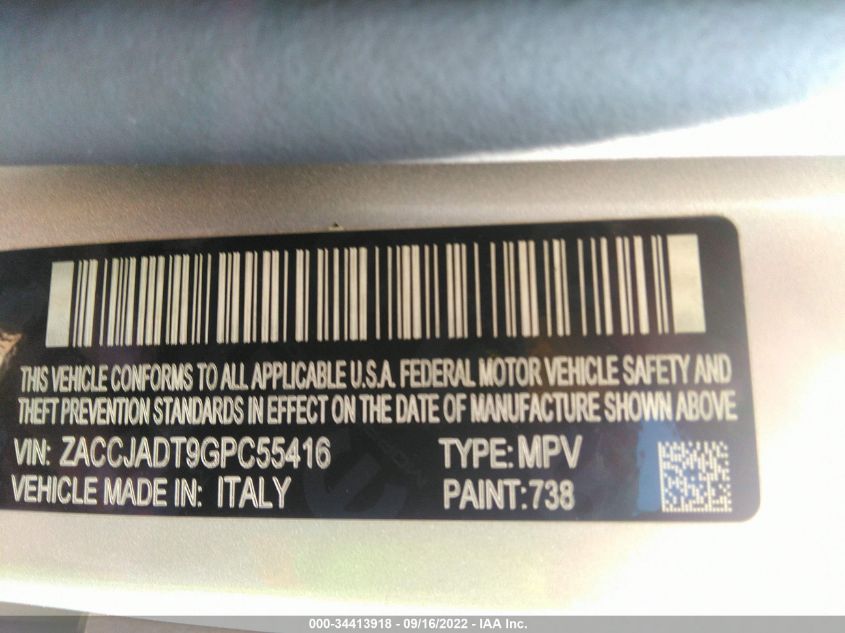 THIS VEHICLE CONFORMS TO ALL APPLICABLE U.S.A. FEDERAL MOTOR VEHICLE SAFETY AND
THEFT PREVENTION STANDARDS IN EFFECT ON THE DATE OF MANUFACTURE SHOWN ABOVE
VIN: ZACCJADT9GPC55416 TYPE: MPV
VEHICLE MADE IN: ITALY PAINT:738
000-34413918 - 09/16/2022 - IAA Inc.